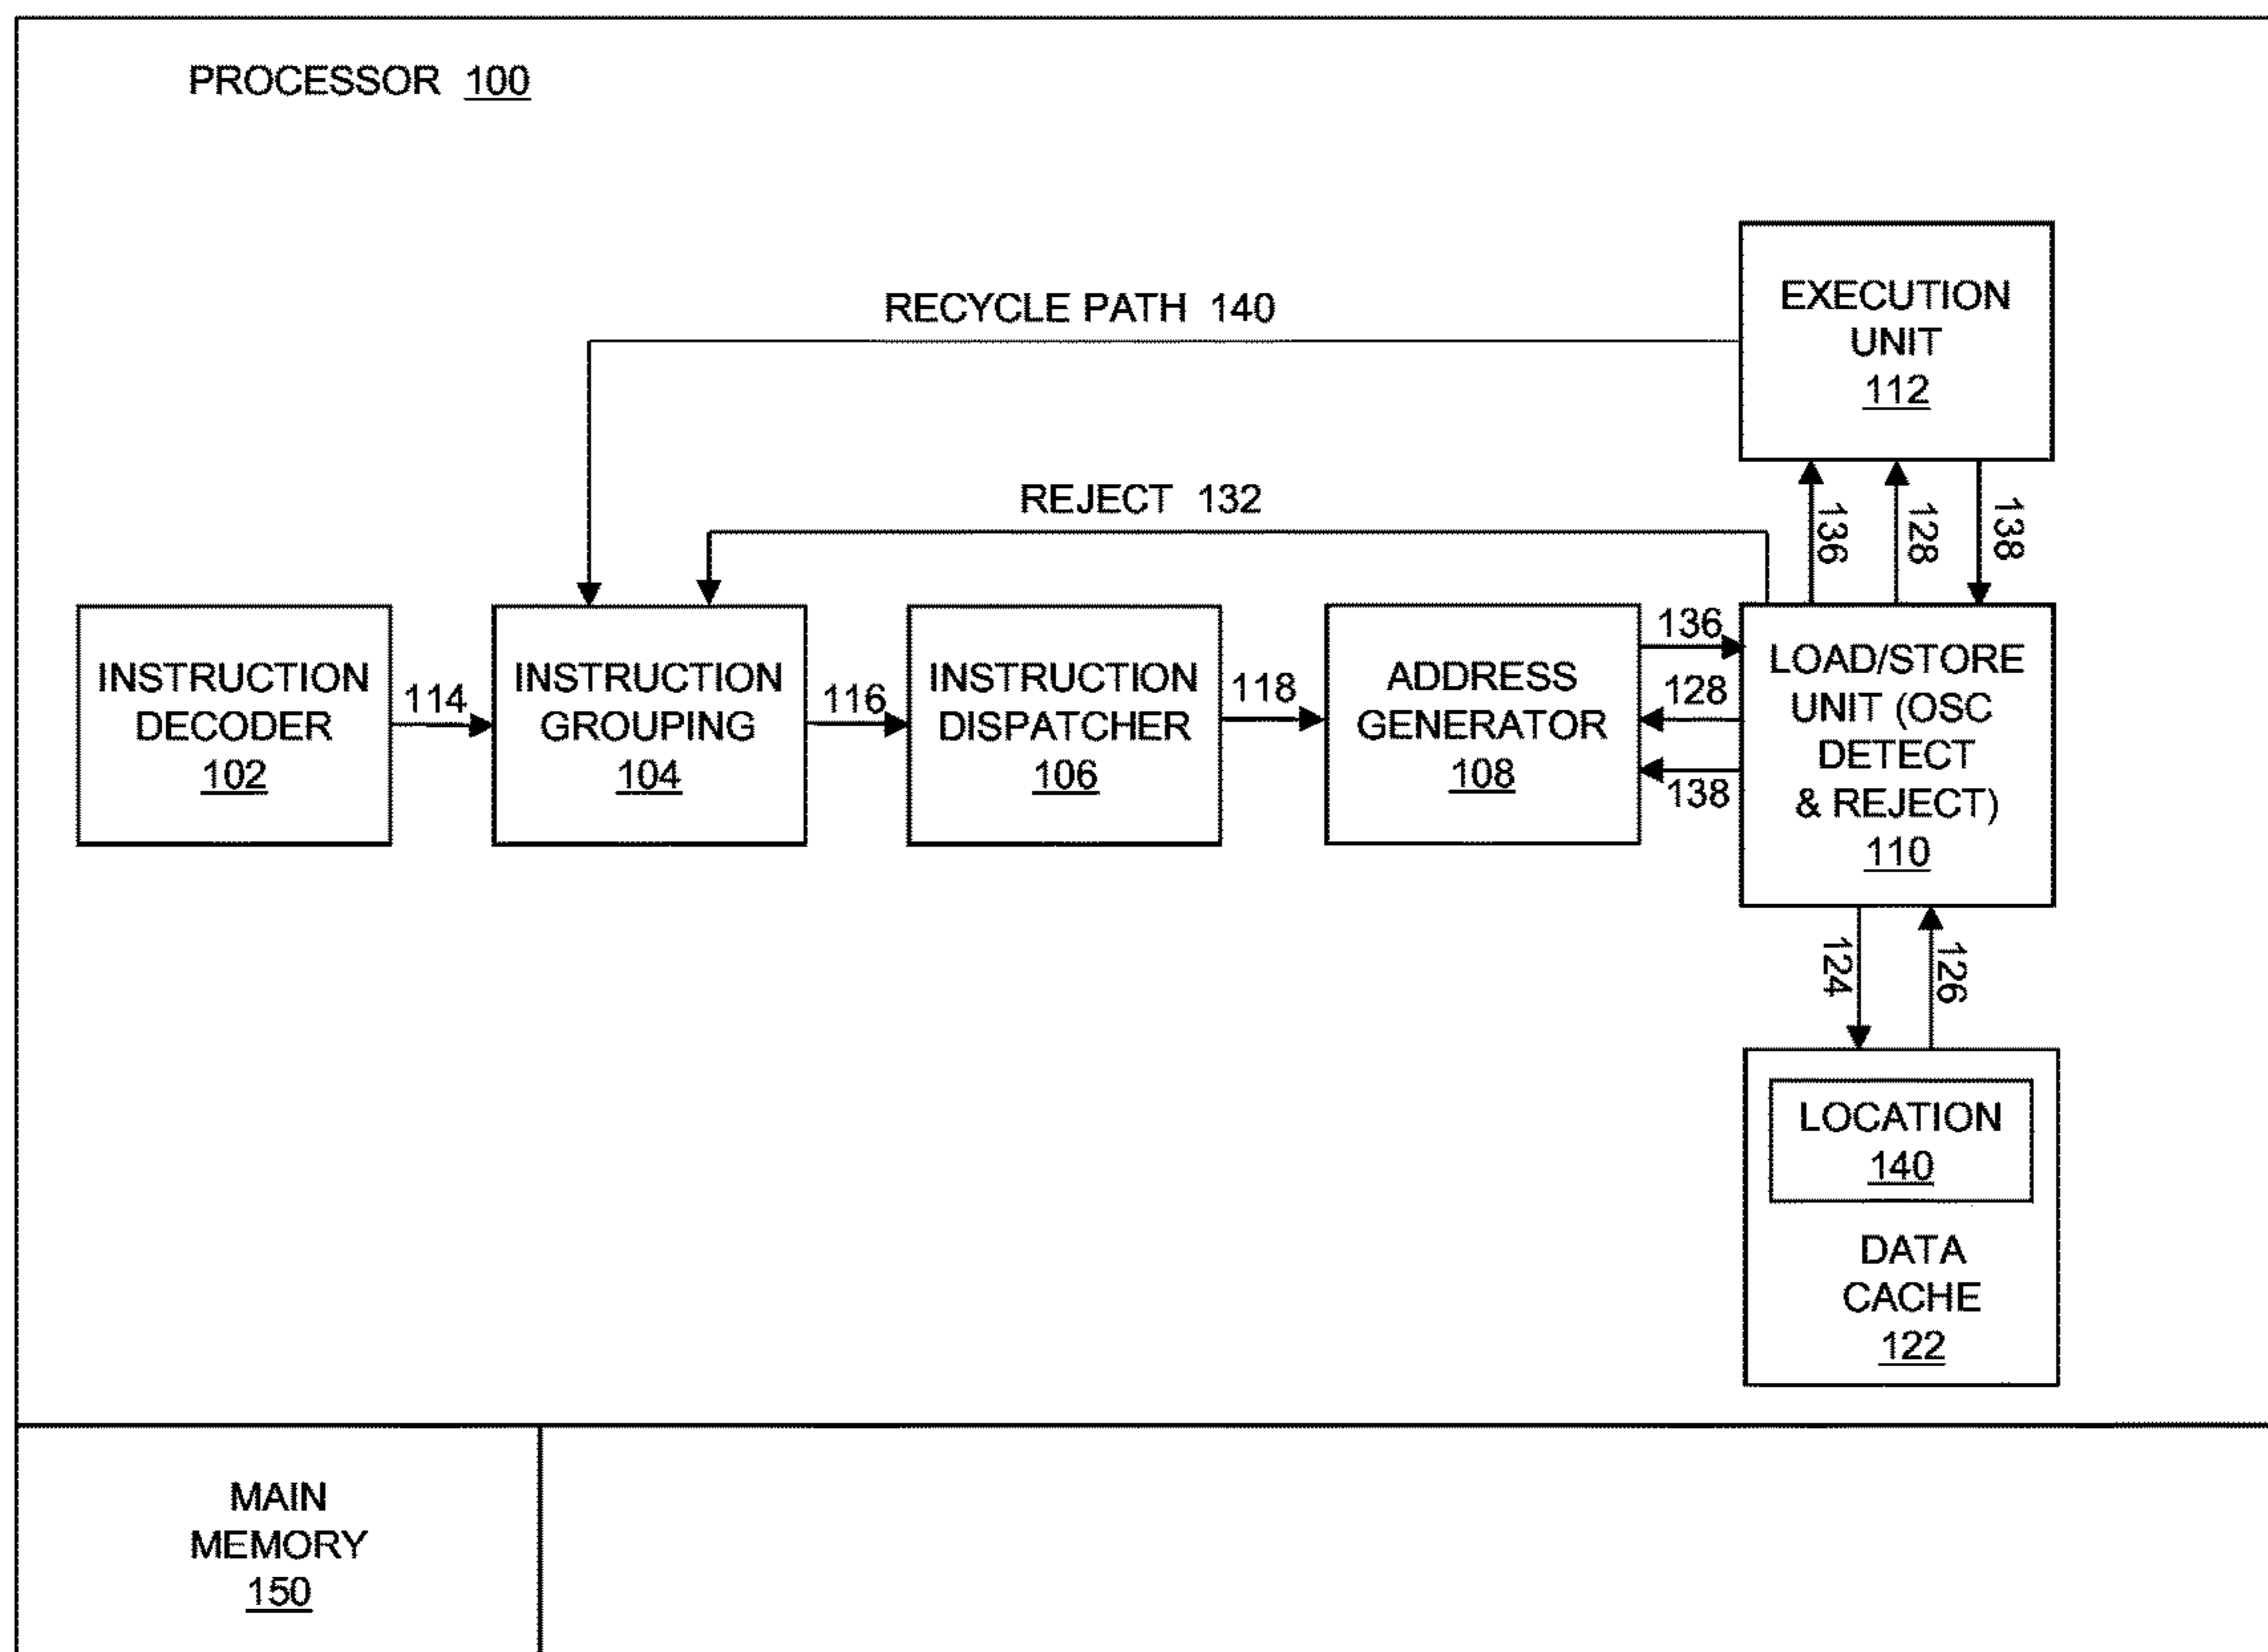 PROCESSOR 100
RECYCLE PATH 140
EXECUTION
UNIT
112
REJECT 132
136
128
138
INSTRUCTION
DECODER
102
114
INSTRUCTION
GROUPING
104
116
INSTRUCTION
DISPATCHER
106
118
ADDRESS
GENERATOR
108
136
128
138
LOAD/STORE
UNIT (OSC
DETECT
& REJECT)
110
124
126
LOCATION
140
DATA
CACHE
122
MAIN
MEMORY
150